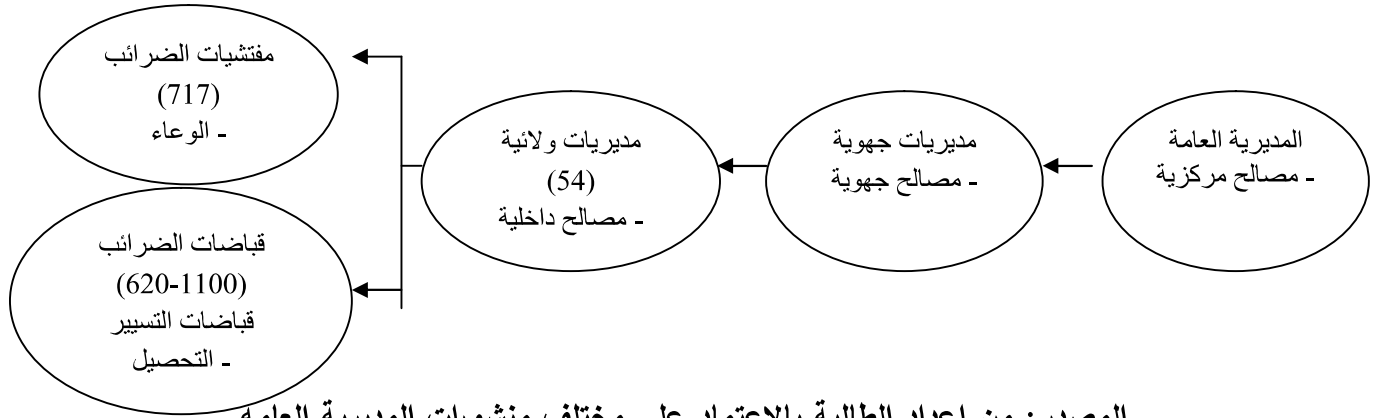 المديرية العامة
- مصالح مركزية
مديريات جهوية
- مصالح جهوية
مديريات ولائية
(54)
- مصالح داخلية
مفتشيات الضرائب
(717)
- الوعاء
قباضات الضرائب
(620-1100)
قباضات التسيير
- التحصيل
المصدر: من إعداد الطالبة بالاعتماد على مختلف منشورات المديرية العامة